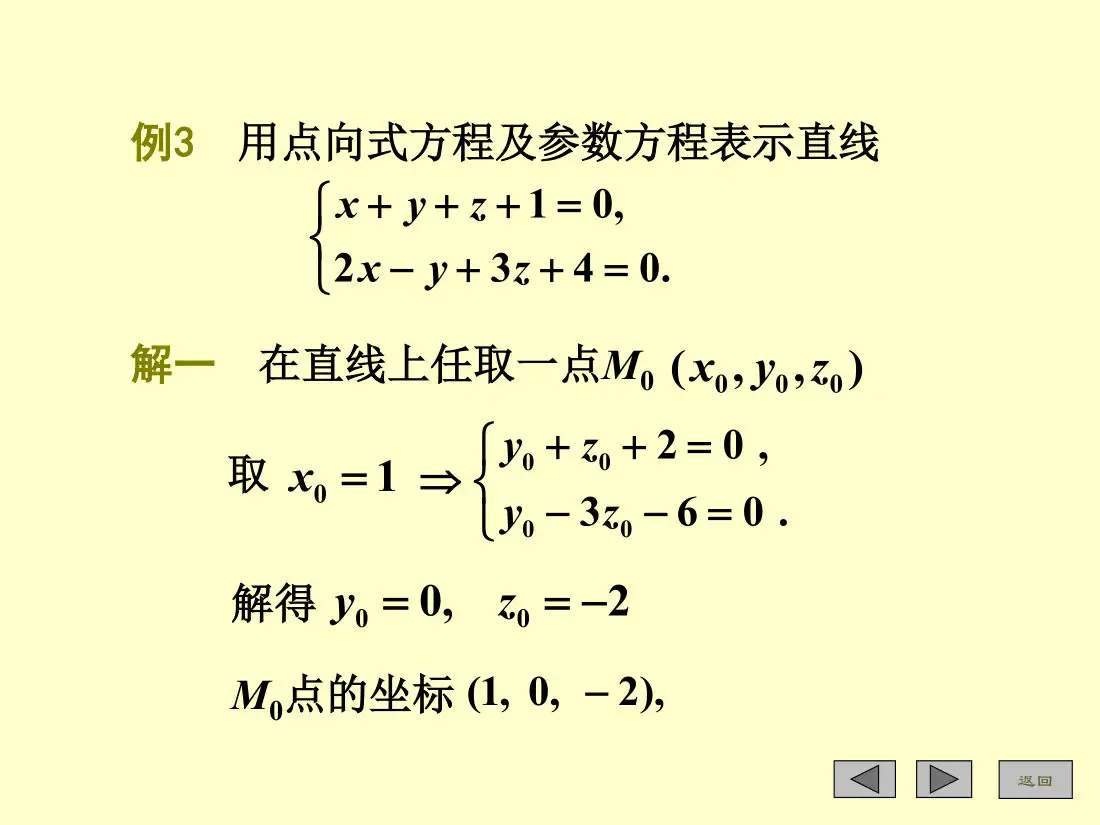 例3 用点向式方程及参数方程表示直线
x + y + z + 1 = 0,
2x − y + 3z + 4 = 0.
解一 在直线上任取一点M₀ (x₀, y₀, z₀)
取 x₀ = 1 ⇒ { y₀ + z₀ + 2 = 0 ,
y₀ − 3z₀ − 6 = 0 .
解得 y₀ = 0, z₀ = −2
M₀点的坐标 (1, 0, − 2),
返回